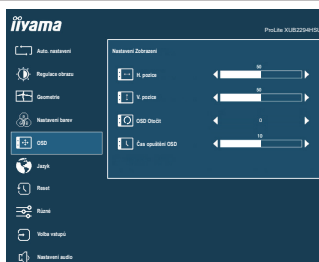 iiyama
ProLite XUB2294HSU
Auto. nastavení
Regulace obrazu
Geometrie
Nastavení barev
OSD
Jazyk
Reset
Různé
Volba vstupů
Nastavení audio
Nastavení Zobrazení
H. pozice
50
V. pozice
50
OSD Otočit
0
Čas opuštění OSD
10